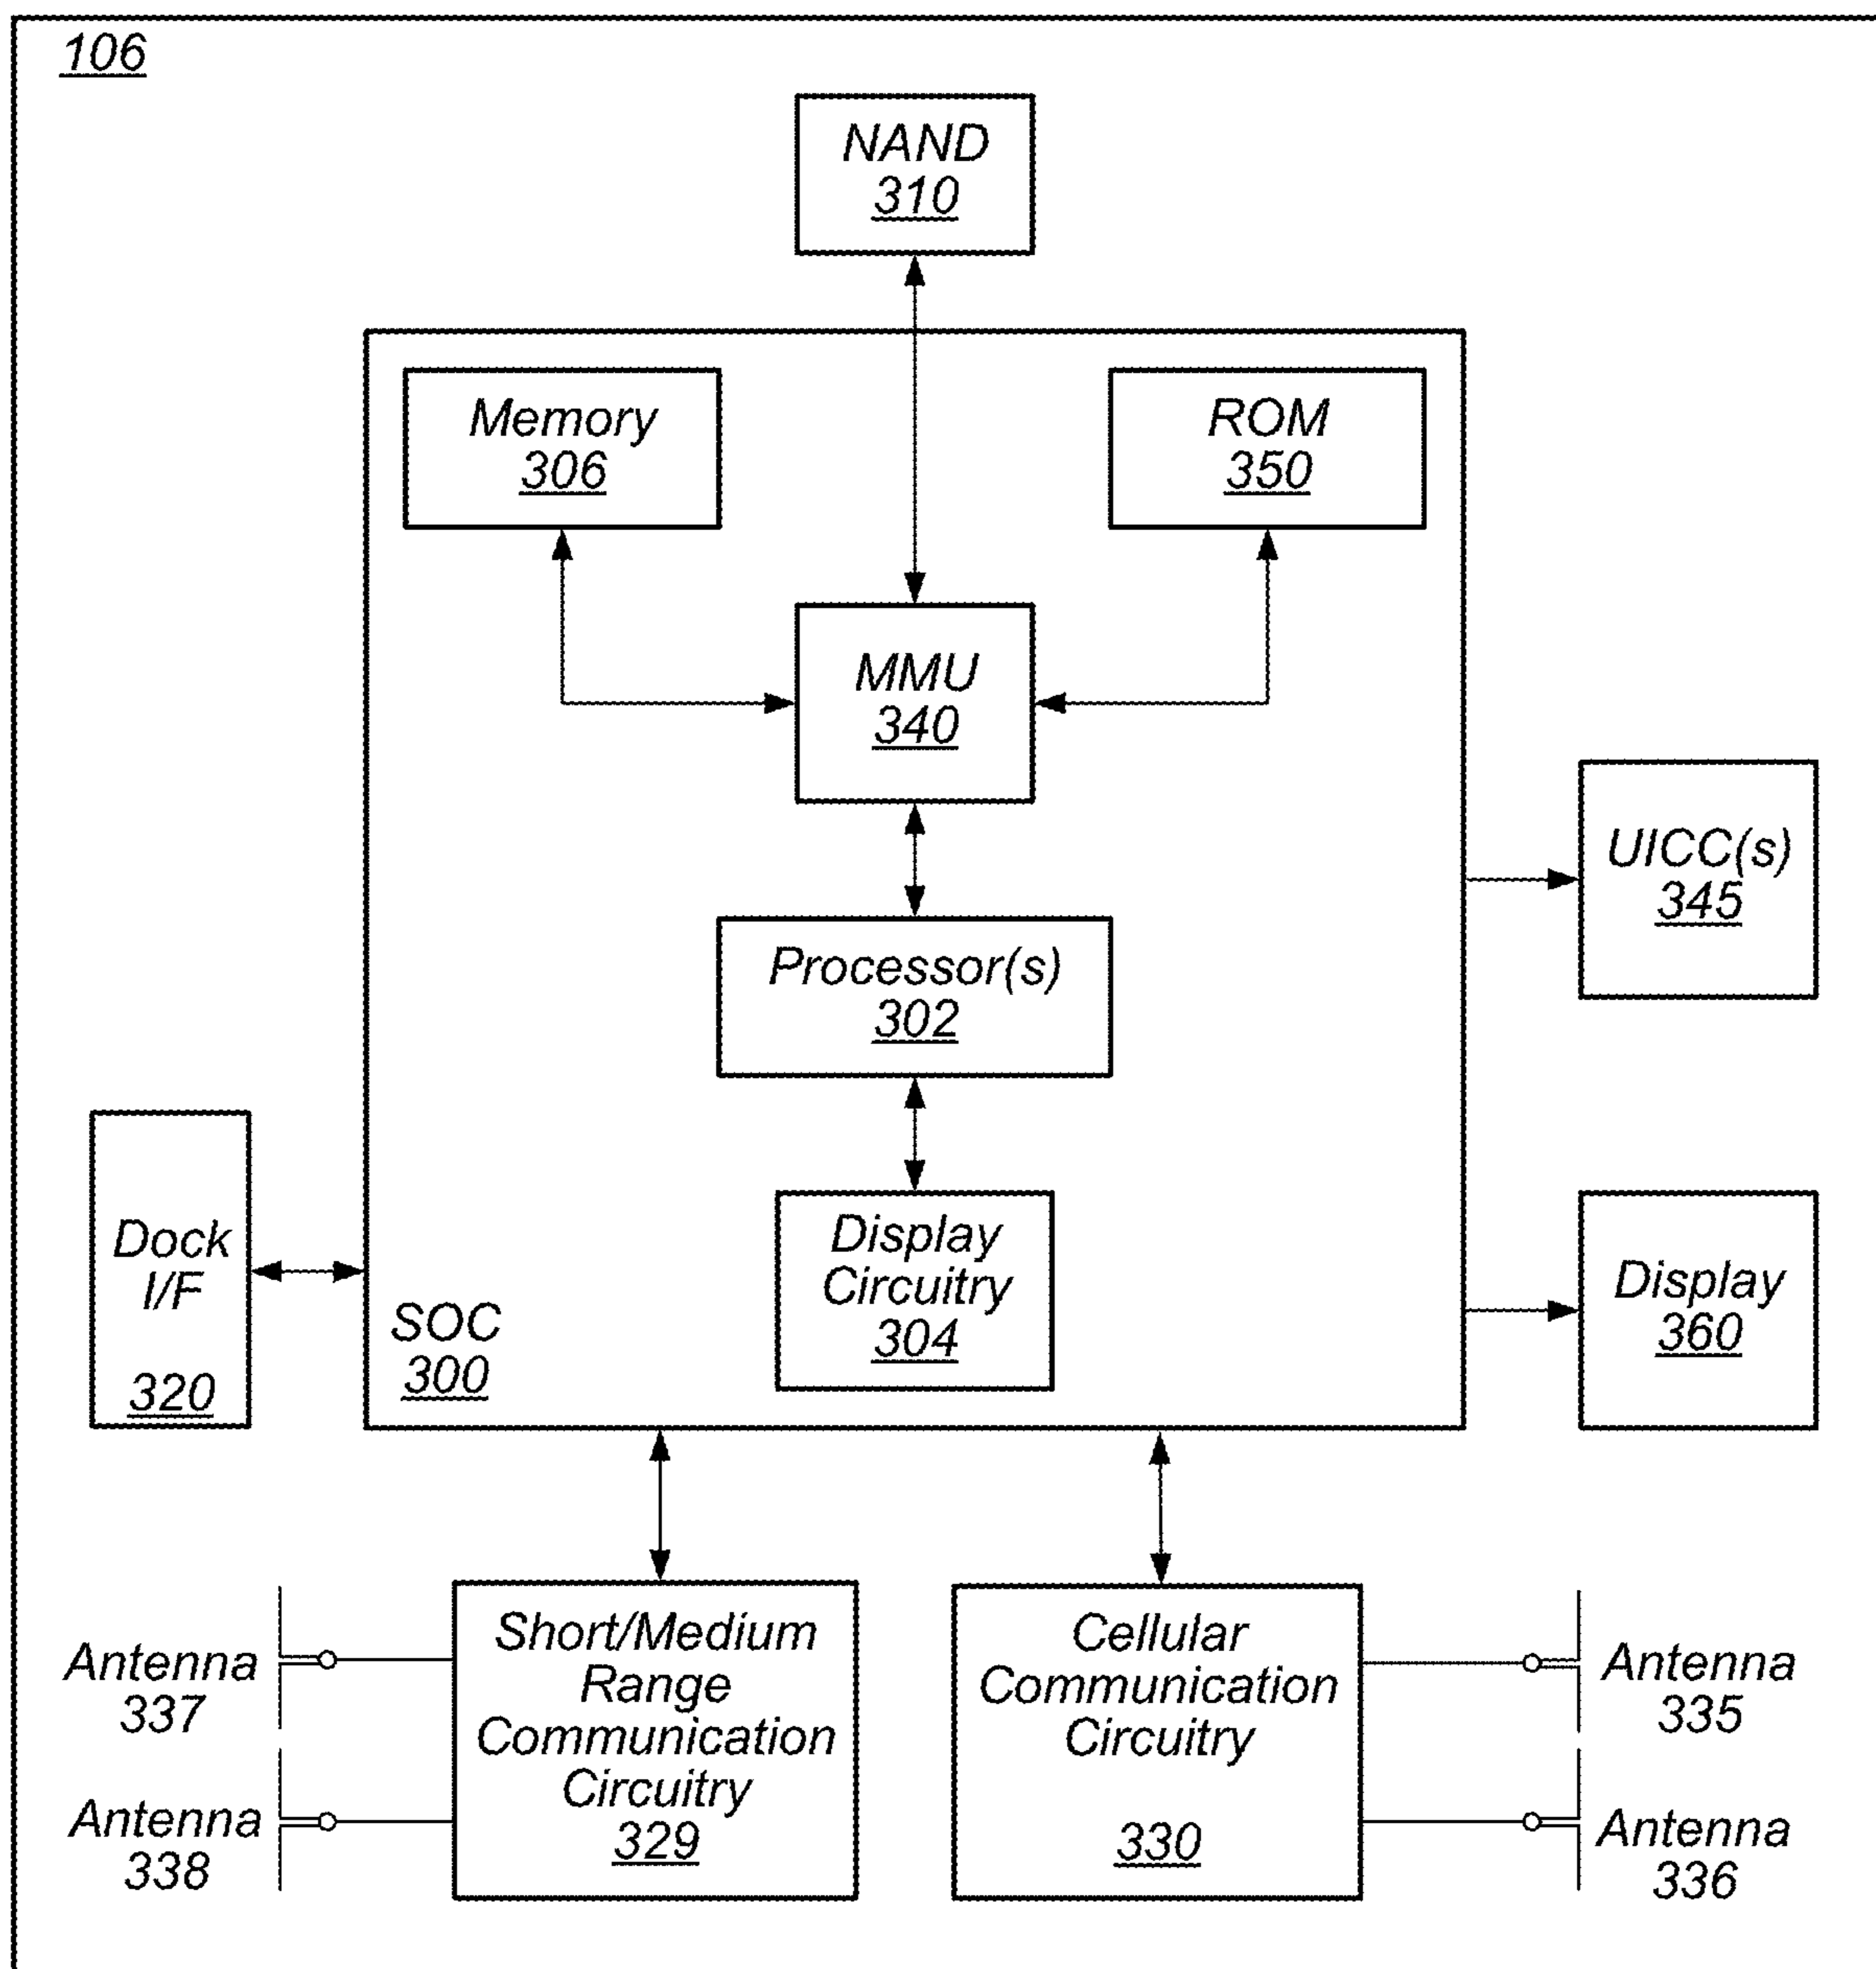 106
NAND
310
Memory
306
ROM
350
MMU
340
UICC(s)
345
Processor(s)
302
Dock
I/F
320
Display
Circuitry
304
SOC
300
Display
360
Short/Medium
Range
Communication
Circuitry
329
Cellular
Communication
Circuitry
330
Antenna
337
Antenna
338
Antenna
335
Antenna
336